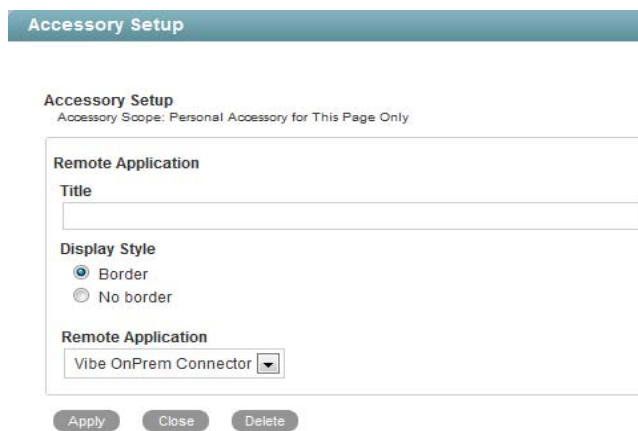 Accessory Setup
Accessory Setup
Accessory Scope: Personal Accessory for This Page Only
Remote Application
Title
Display Style
Border
No border
Remote Application
Vibe OnPrem Connector
Apply Close Delete